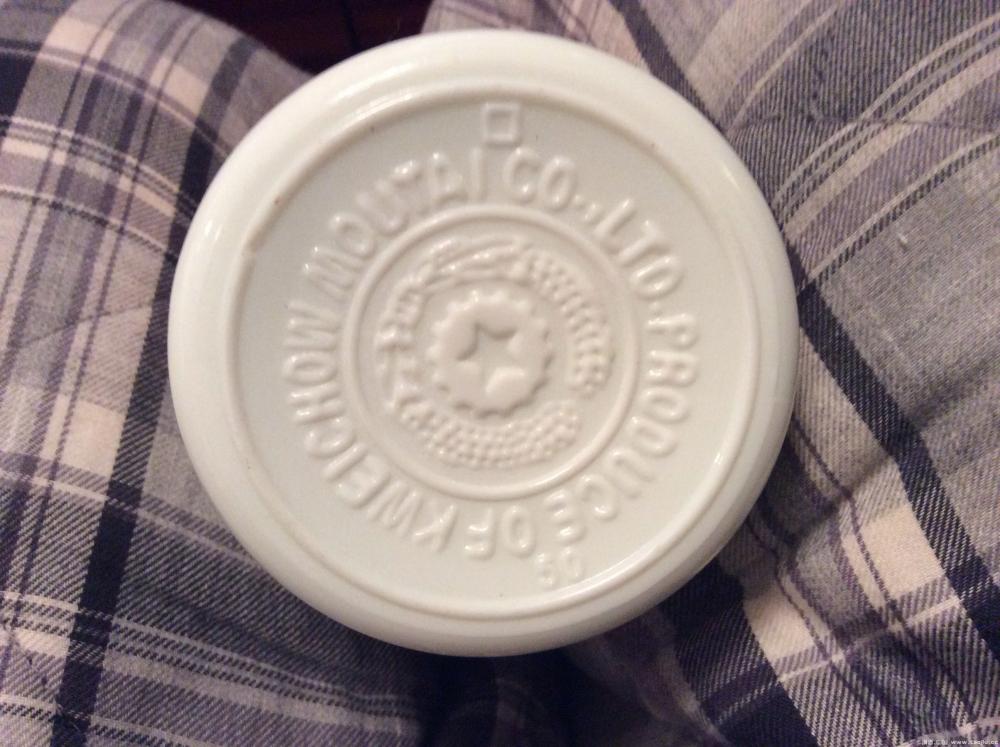 PRODUCE OF KWEICHOW MOUTAI CO.,LTD.
50